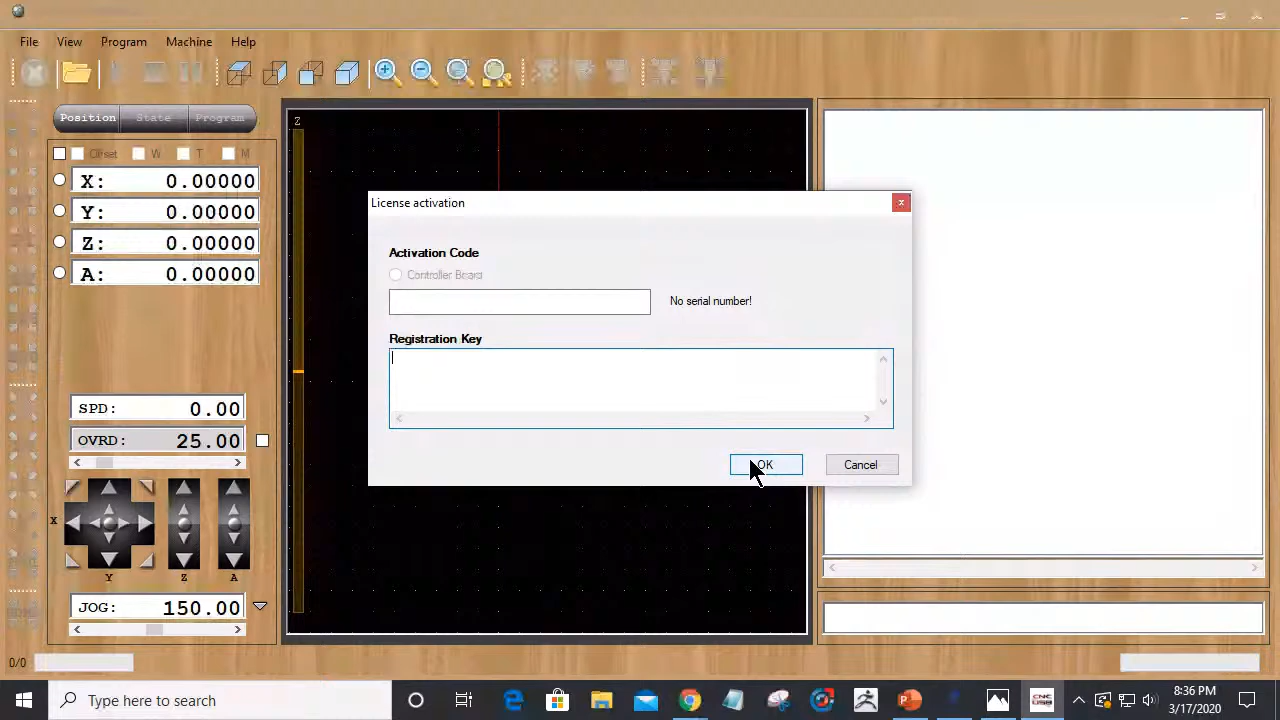 File View Program Machine Help
Position State Program
Offset W T M
X: 0.00000
Y: 0.00000
Z: 0.00000
A: 0.00000
SPD: 0.00
OVRD: 25.00
X
Y Z A
JOG: 150.00
0/0
Z
License activation
Activation Code
Controller Board
No serial number!
Registration Key
OK Cancel
Type here to search
CNC
USB
8:36 PM
3/17/2020